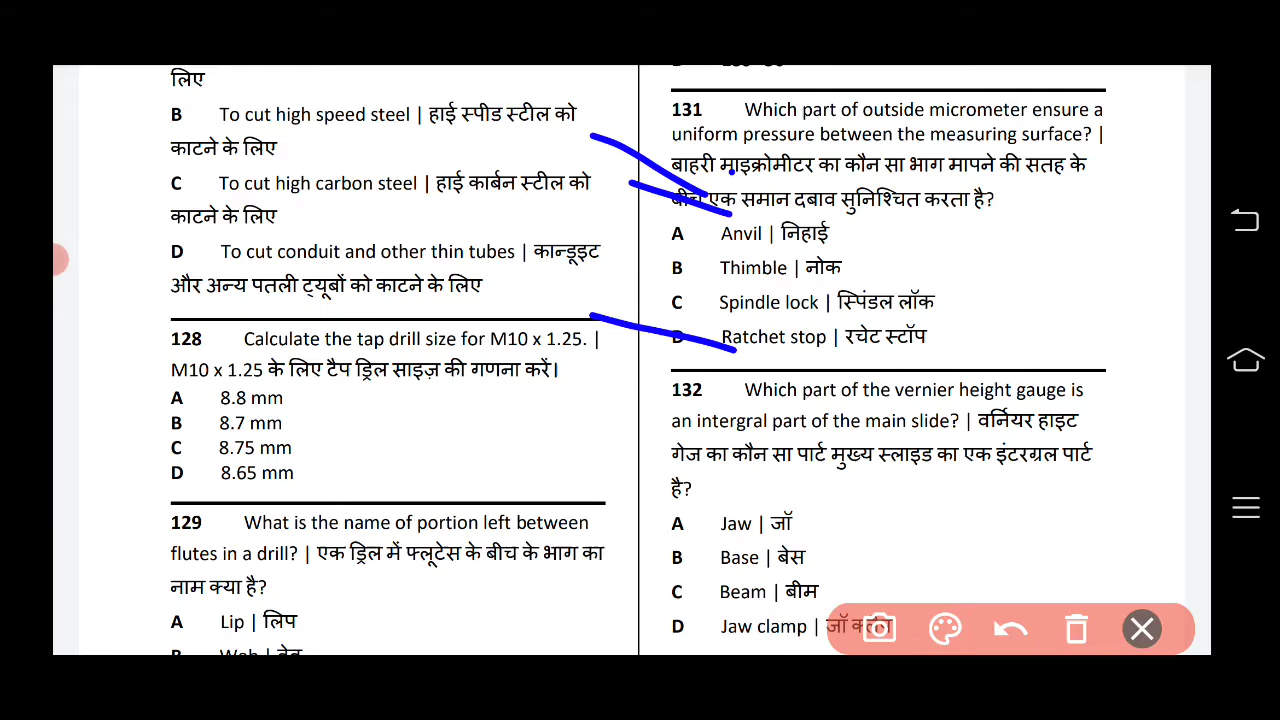 लिए
B To cut high speed steel | हाई स्पीड स्टील को
काटने के लिए
C To cut high carbon steel | हाई कार्बन स्टील को
काटने के लिए
D To cut conduit and other thin tubes | कान्डूइट
और अन्य पतली ट्यूबों को काटने के लिए
128 Calculate the tap drill size for M10 x 1.25. |
M10 x 1.25 के लिए टैप ड्रिल साइज़ की गणना करें।
A 8.8 mm
B 8.7 mm
C 8.75 mm
D 8.65 mm
129 What is the name of portion left between
flutes in a drill? | एक ड्रिल में फ्लूटेस के बीच के भाग का
नाम क्या है?
A Lip | लिप
131 Which part of outside micrometer ensure a
uniform pressure between the measuring surface? |
बाहरी माइक्रोमीटर का कौन सा भाग मापने की सतह के
बीच एक समान दबाव सुनिश्चित करता है?
A Anvil | निहाई
B Thimble | नोक
C Spindle lock | स्पिंडल लॉक
D Ratchet stop | रचेट स्टॉप
132 Which part of the vernier height gauge is
an intergral part of the main slide? | वर्नियर हाइट
गेज का कौन सा पार्ट मुख्य स्लाइड का एक इंटरग्रल पार्ट
है?
A Jaw | जॉ
B Base | बेस
C Beam | बीम
D Jaw clamp | जॉ